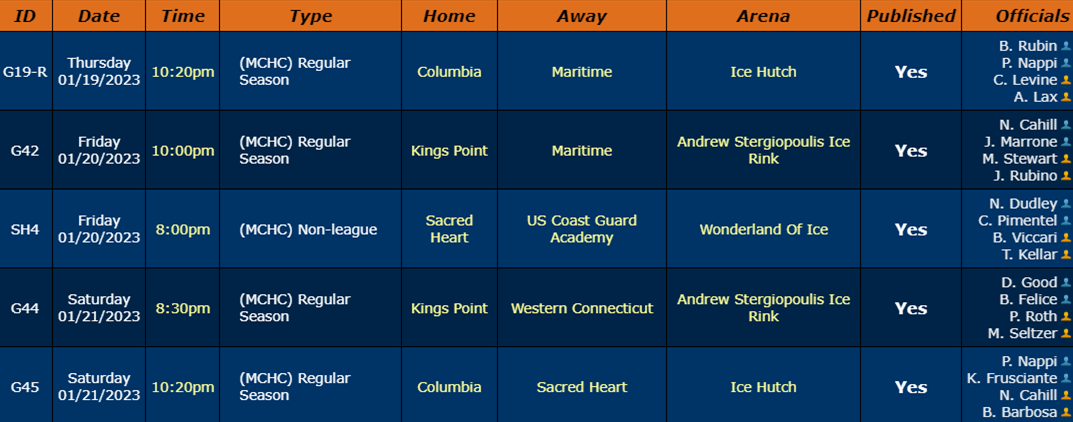 ID Date Time Type Home Away Arena Published Officials
G19-R Thursday 01/19/2023 10:20pm (MCHC) Regular Season Columbia Maritime Ice Hutch Yes B. Rubin
P. Nappi
C. Levine
A. Lax
G42 Friday 01/20/2023 10:00pm (MCHC) Regular Season Kings Point Maritime Andrew Stergiopoulis Ice Rink Yes N. Cahill
J. Marrone
M. Stewart
J. Rubino
SH4 Friday 01/20/2023 8:00pm (MCHC) Non-league Sacred Heart US Coast Guard Academy Wonderland Of Ice Yes N. Dudley
C. Pimentel
B. Viccari
T. Kellar
G44 Saturday 01/21/2023 8:30pm (MCHC) Regular Season Kings Point Western Connecticut Andrew Stergiopoulis Ice Rink Yes D. Good
B. Felice
P. Roth
M. Seltzer
G45 Saturday 01/21/2023 10:20pm (MCHC) Regular Season Columbia Sacred Heart Ice Hutch Yes P. Nappi
K. Frusciante
N. Cahill
B. Barbosa